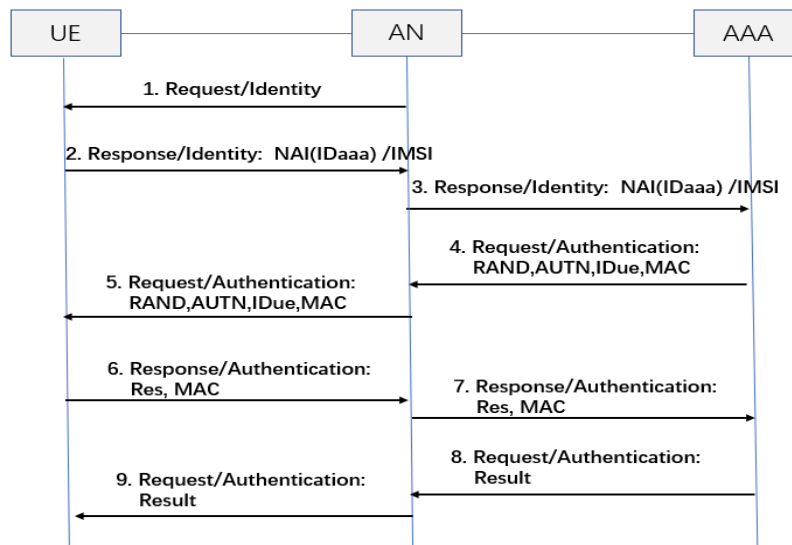 UE
AN
AAA
1. Request/Identity
2. Response/Identity:  NAI(IDaaa) /IMSI
3. Response/Identity:  NAI(IDaaa) /IMSI
4. Request/Authentication:
RAND,AUTN,IDue,MAC
5. Request/Authentication:
RAND,AUTN,IDue,MAC
6. Response/Authentication:
Res, MAC
7. Response/Authentication:
Res, MAC
8. Request/Authentication:
Result
9. Request/Authentication:
Result